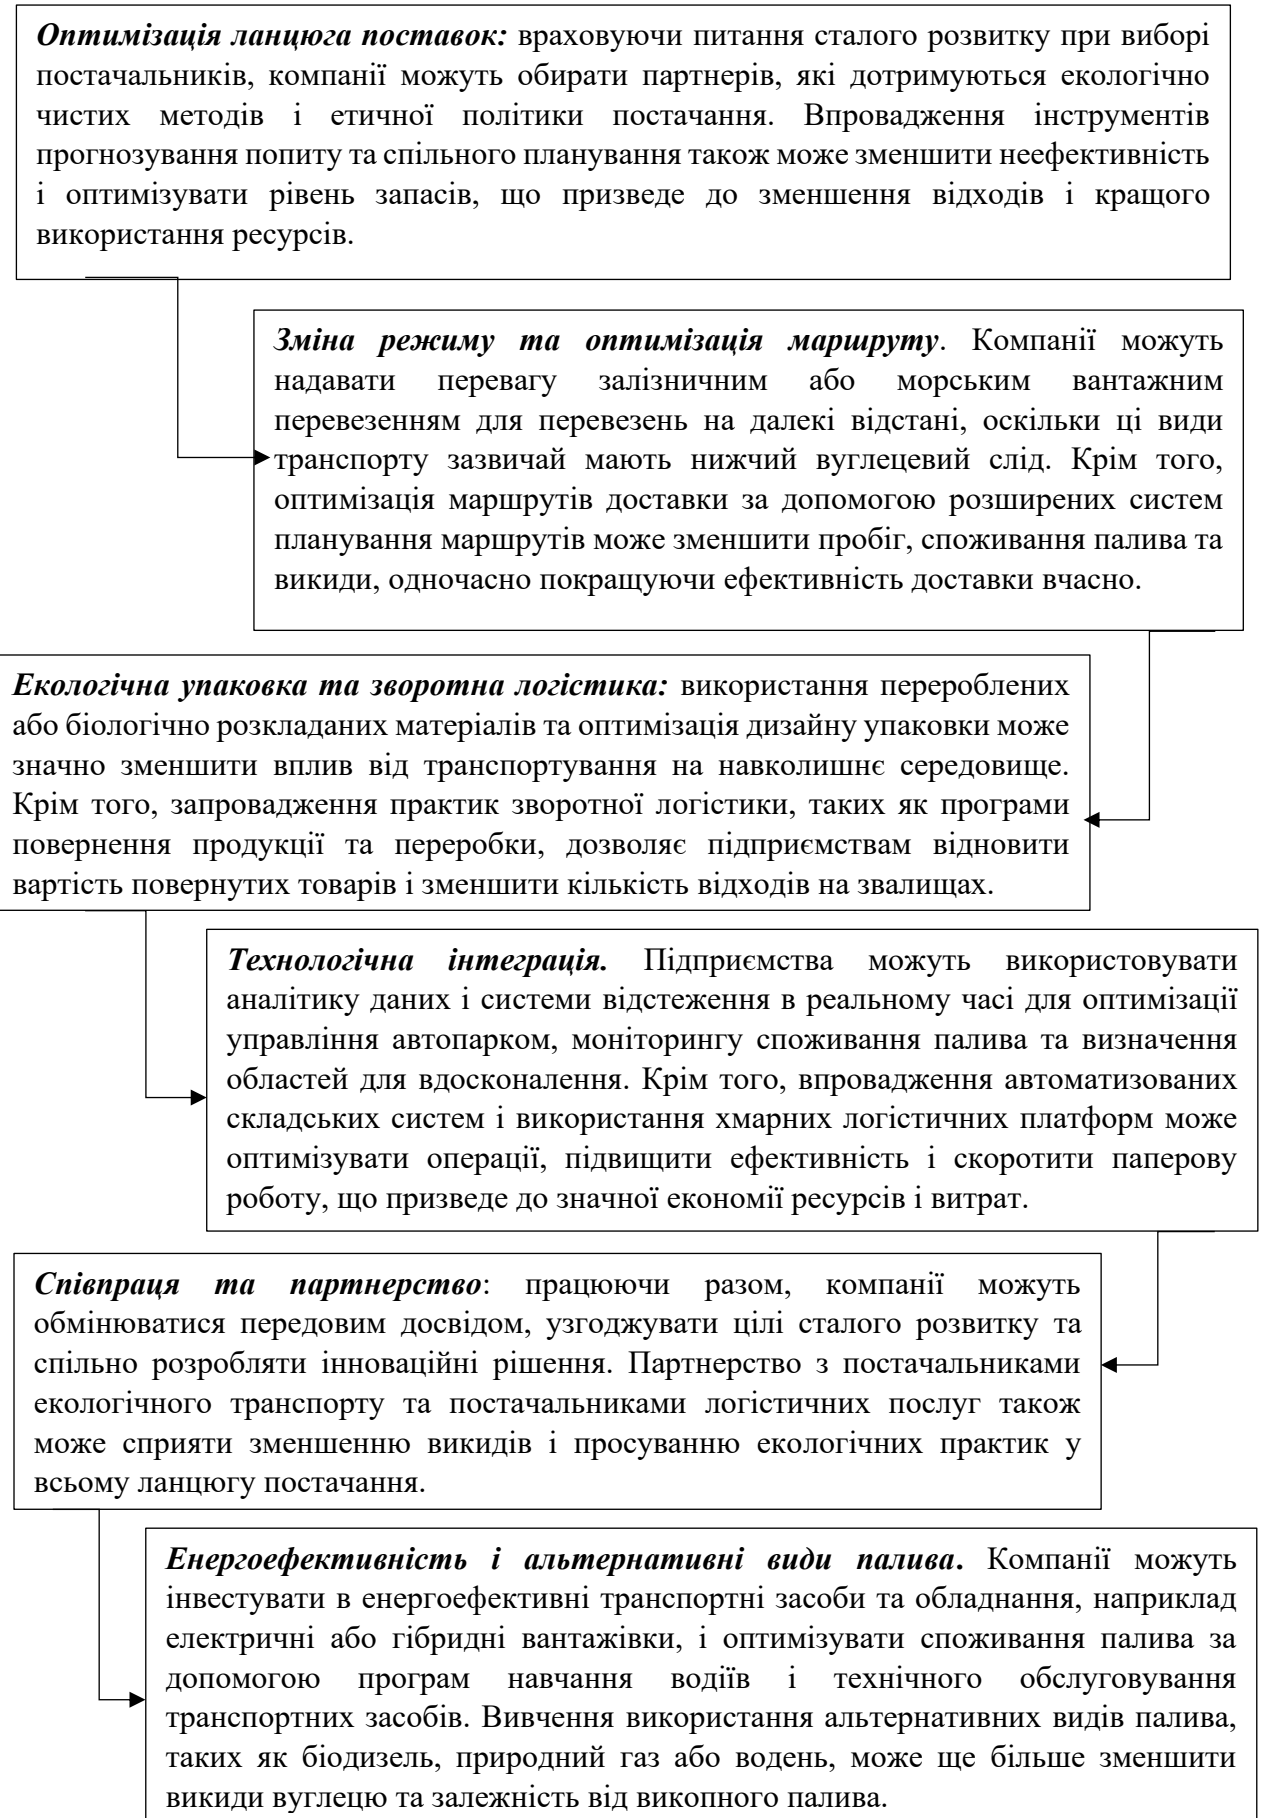 Оптимізація ланцюга поставок: враховуючи питання сталого розвитку при виборі
постачальників, компанії можуть обирати партнерів, які дотримуються екологічно
чистих методів і етичної політики постачання. Впровадження інструментів
прогнозування попиту та спільного планування також може зменшити неефективність
і оптимізувати рівень запасів, що призведе до зменшення відходів і кращого
використання ресурсів.
Зміна режиму та оптимізація маршруту. Компанії можуть
надавати перевагу залізничним або морським вантажним
перевезенням для перевезень на далекі відстані, оскільки ці види
транспорту зазвичай мають нижчий вуглецевий слід. Крім того,
оптимізація маршрутів доставки за допомогою розширених систем
планування маршрутів може зменшити пробіг, споживання палива та
викиди, одночасно покращуючи ефективність доставки вчасно.
Екологічна упаковка та зворотна логістика: використання перероблених
або біологічно розкладаних матеріалів та оптимізація дизайну упаковки може
значно зменшити вплив від транспортування на навколишнє середовище.
Крім того, запровадження практик зворотної логістики, таких як програми
повернення продукції та переробки, дозволяє підприємствам відновити
вартість повернутих товарів і зменшити кількість відходів на звалищах.
Технологічна інтеграція. Підприємства можуть використовувати
аналітику даних і системи відстеження в реальному часі для оптимізації
управління автопарком, моніторингу споживання палива та визначення
областей для вдосконалення. Крім того, впровадження автоматизованих
складських систем і використання хмарних логістичних платформ може
оптимізувати операції, підвищити ефективність і скоротити паперову
роботу, що призведе до значної економії ресурсів і витрат.
Співпраця та партнерство: працюючи разом, компанії можуть
обмінюватися передовим досвідом, узгоджувати цілі сталого розвитку та
спільно розробляти інноваційні рішення. Партнерство з постачальниками
екологічного транспорту та постачальниками логістичних послуг також
може сприяти зменшенню викидів і просуванню екологічних практик у
всьому ланцюгу постачання.
Енергоефективність і альтернативні види палива. Компанії можуть
інвестувати в енергоефективні транспортні засоби та обладнання, наприклад
електричні або гібридні вантажівки, і оптимізувати споживання палива за
допомогою програм навчання водіїв і технічного обслуговування
транспортних засобів. Вивчення використання альтернативних видів палива,
таких як біодизель, природний газ або водень, може ще більше зменшити
викиди вуглецю та залежність від викопного палива.